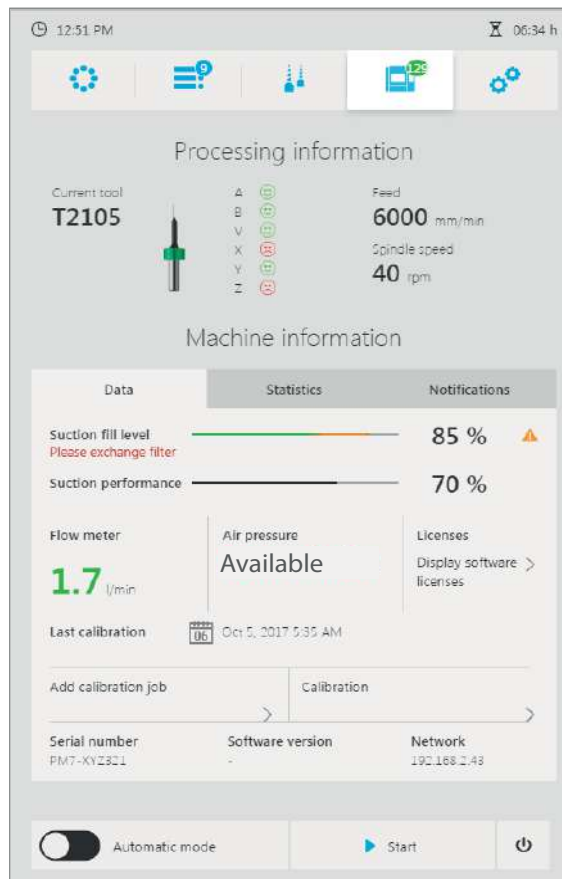 12:51 PM
06:34 h
9
129
Processing information
Current tool
T2105
A
B
V
X
Y
Z
Feed
6000 mm/min
Spindle speed
40 rpm
Machine information
Data
Statistics
Notifications
Suction fill level
85 %
Please exchange filter
Suction performance
70 %
Flow meter
1.7 l/min
Air pressure
Available
Licenses
Display software
licenses
Last calibration
06
Oct 5, 2017 5:35 AM
Add calibration job
Calibration
Serial number
PM7-XYZ321
Software version
-
Network
192.168.2.43
Automatic mode
Start